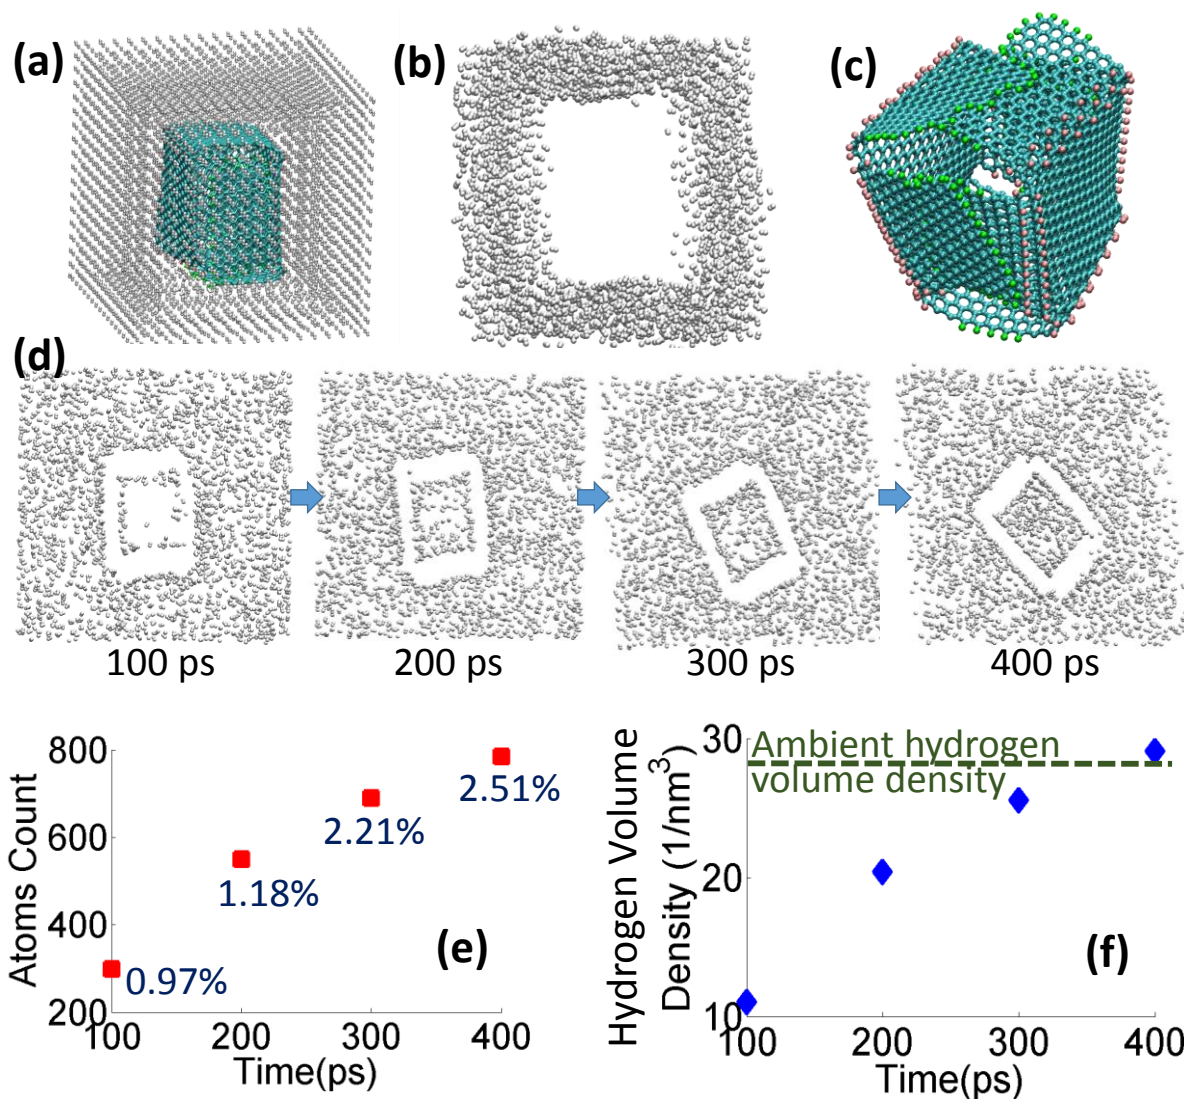 (a)
(b)
(c)
(d)
100 ps
200 ps
300 ps
400 ps
800
600
400
200
Atoms Count
0.97%
1.18%
2.21%
2.51%
(e)
100
200
300
400
Time(ps)
30
20
10
Hydrogen Volume
Density (1/nm³)
Ambient hydrogen
volume density
(f)
100
200
300
400
Time(ps)